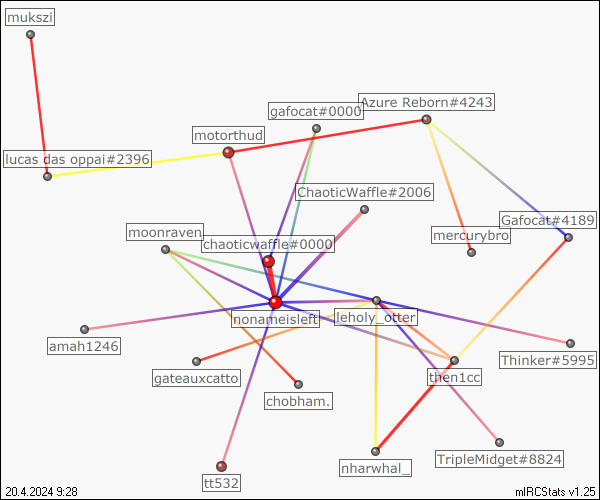 mukszi
gafocat#0000
Azure Reborn#4243
motorthud
lucas das oppai#2396
ChaoticWaffle#2006
Gafocat#4189
moonraven
mercurybro
chaoticwaffle#0000
nonameisleft
leholy_otter
amah1246
Thinker#5995
gateauxcatto
then1cc
chobham.
TripleMidget#8824
nharwhal_
tt532
20.4.2024 9:28
mIRCStats v1.25